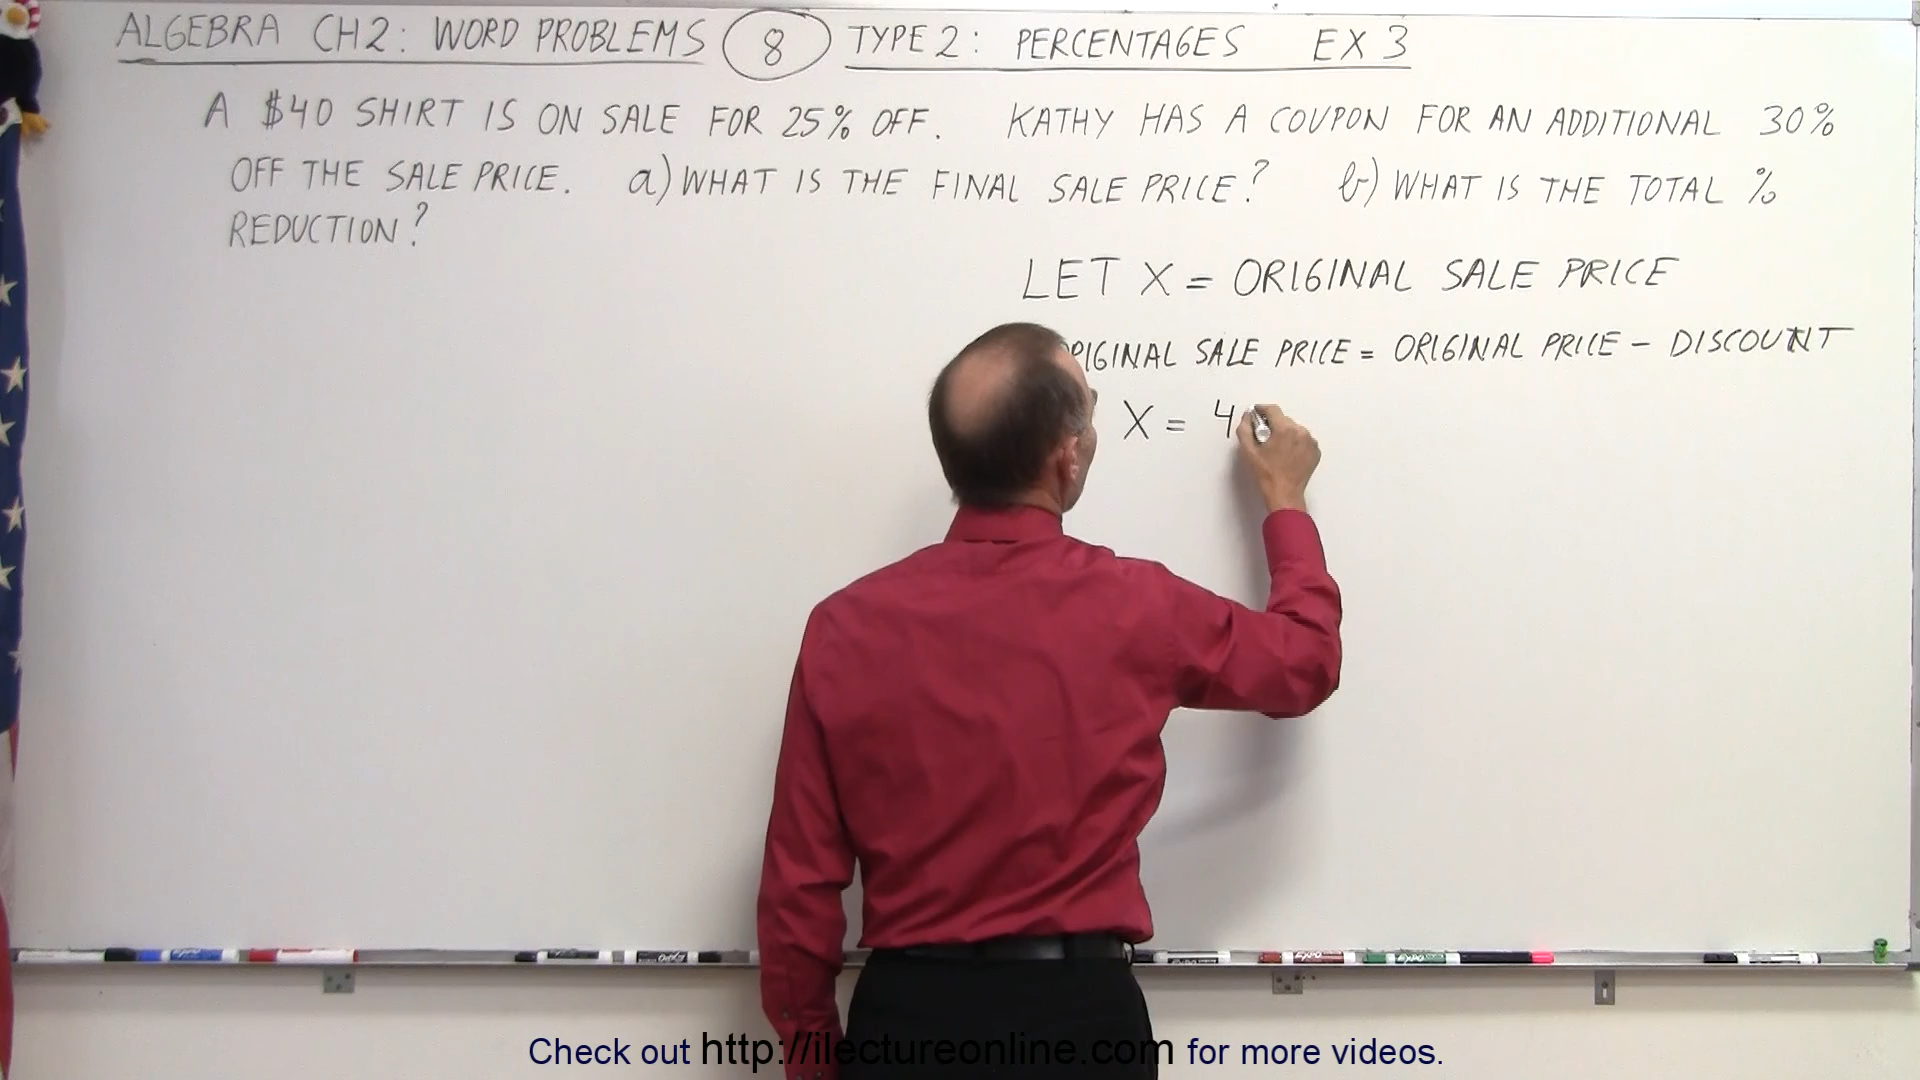 ALGEBRA CH2: WORD PROBLEMS 8 TYPE 2: PERCENTAGES EX 3
A $40 SHIRT IS ON SALE FOR 25% OFF. KATHY HAS A COUPON FOR AN ADDITIONAL 30%
OFF THE SALE PRICE. a) WHAT IS THE FINAL SALE PRICE? b) WHAT IS THE TOTAL %
REDUCTION?
LET X = ORIGINAL SALE PRICE
ORIGINAL SALE PRICE = ORIGINAL PRICE - DISCOUNT
X = 4
EXPO
EXPO
Check out http://ilectureonline.com for more videos.